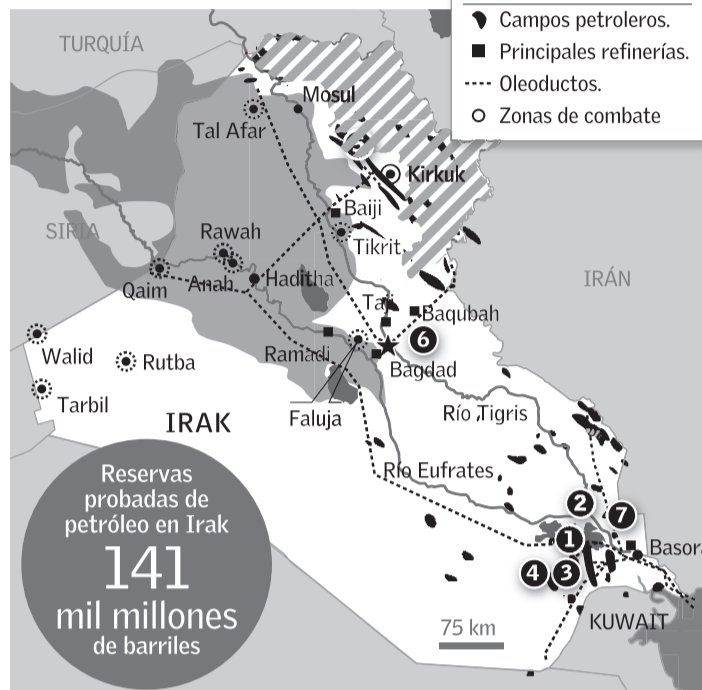 Campos petroleros.
Principales refinerías.
Oleoductos.
Zonas de combate
TURQUÍA
Mosul
Tal Afar
Kirkuk
Baiji
SIRIA
Rawah
Tikrit
IRÁN
Qaim
Anah
Haditha
Taji
Baqubah
6
Walid
Rutba
Ramadi
Bagdad
Tarbil
IRAK
Faluja
Río Tigris
Río Eufrates
Reservas
probadas de
petróleo en Irak
141
mil millones
de barriles
2
7
1
Basora
4
3
75 km
KUWAIT